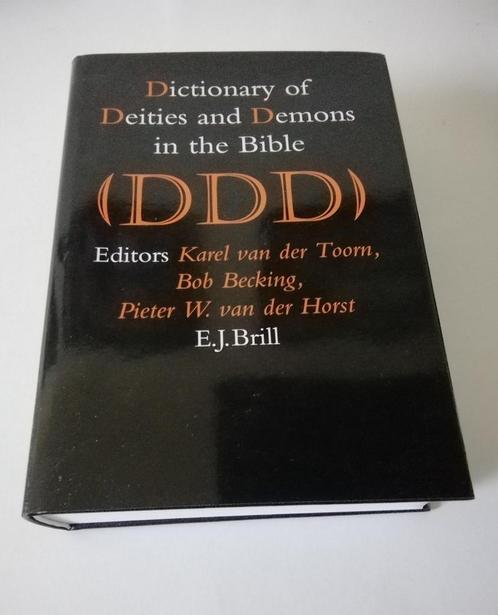 Dictionary of
Deities and Demons
in the Bible
(DDD)
Editors Karel van der Toorn,
Bob Becking,
Pieter W. van der Horst
E.J.Brill